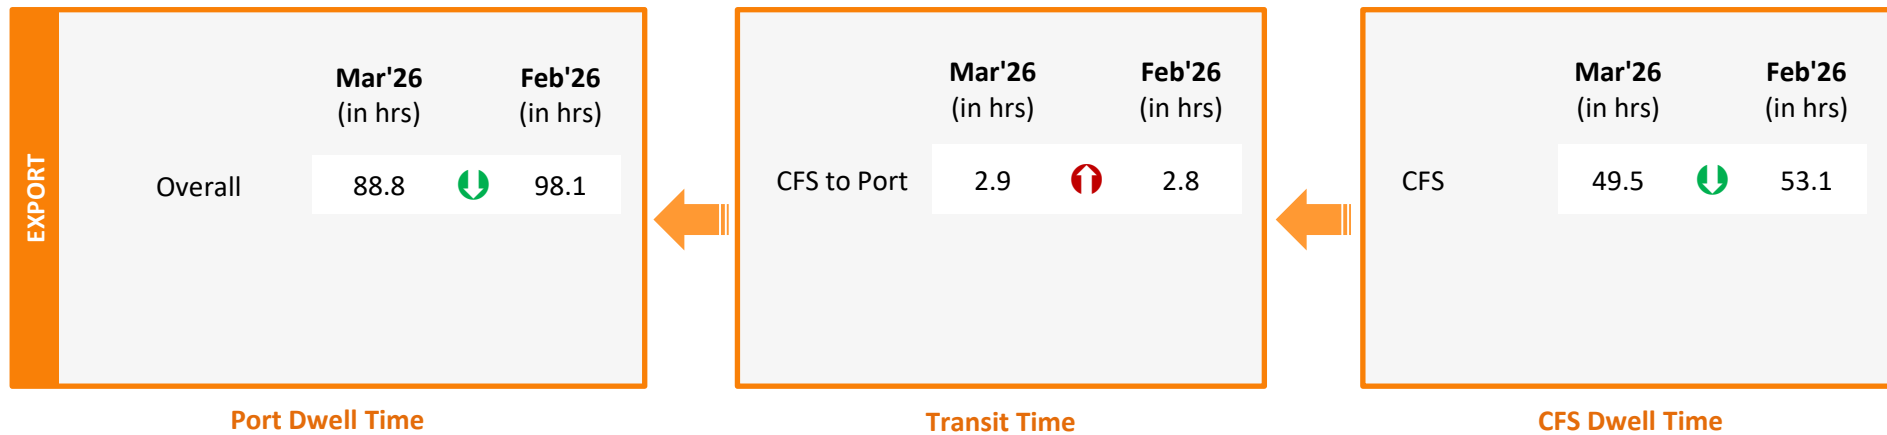 EXPORT
Mar'26 Feb'26
(in hrs) (in hrs)
Overall 88.8 98.1
Port Dwell Time
Mar'26 Feb'26
(in hrs) (in hrs)
CFS to Port 2.9 2.8
Transit Time
Mar'26 Feb'26
(in hrs) (in hrs)
CFS 49.5 53.1
CFS Dwell Time